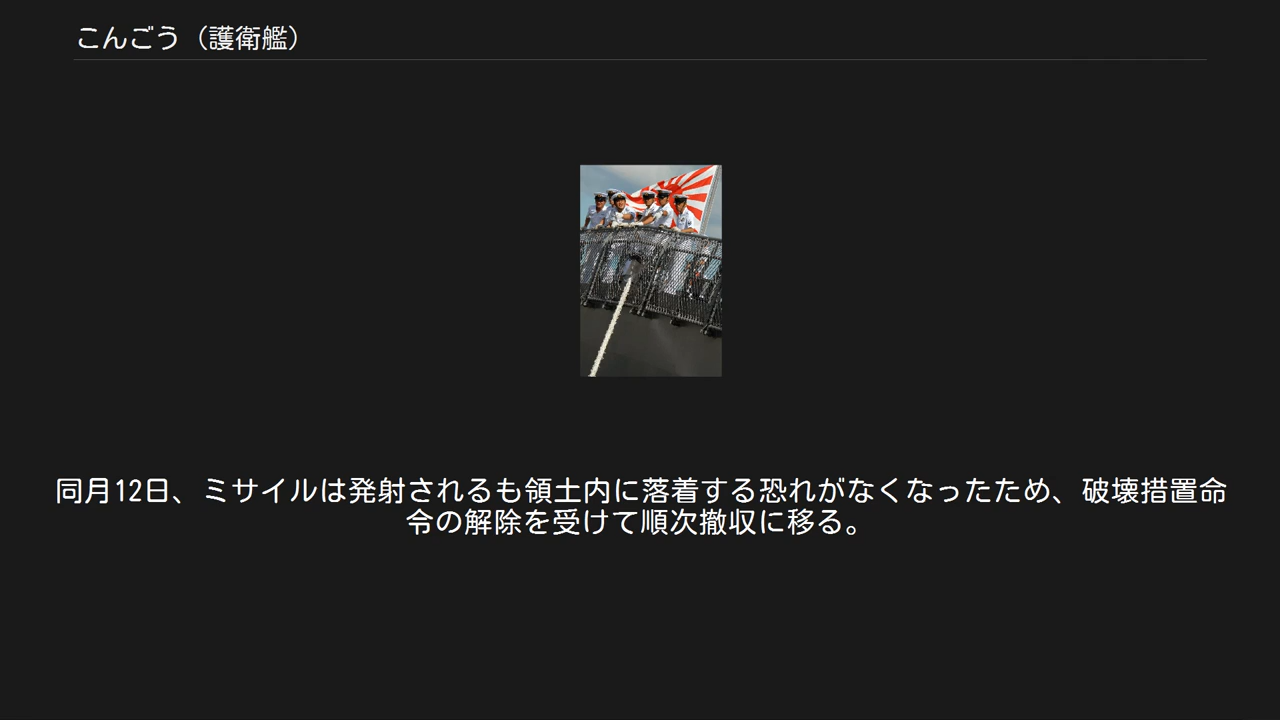 こんごう（護衛艦）
同月12日、ミサイルは発射されるも領土内に落着する恐れがなくなったため、破壊措置命
令の解除を受けて順次撤収に移る。